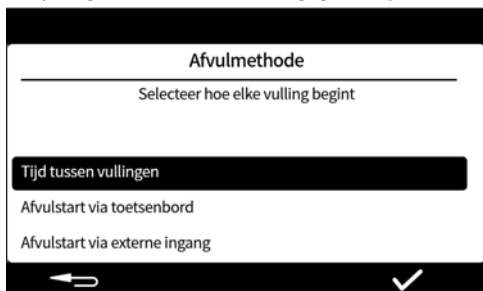 Afvulmethode
Selecteer hoe elke vulling begint
Tijd tussen vullingen
Afvulstart via toetsenbord
Afvulstart via externe ingang